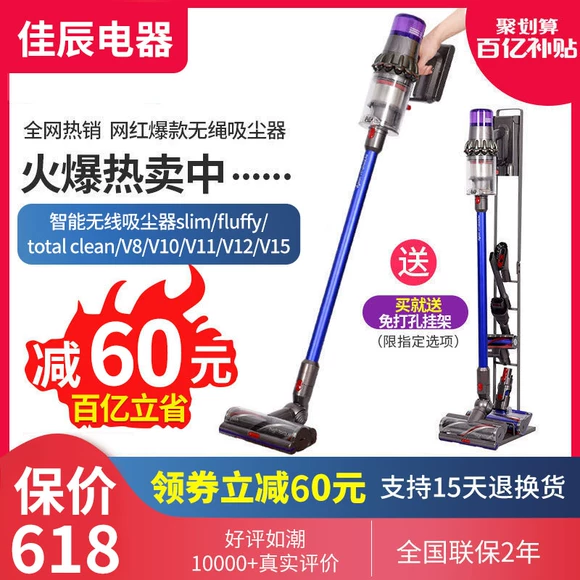 佳辰电器
聚划算
百亿补贴
全网热销 网红爆款无绳吸尘器
火爆热卖中……
智能无线吸尘器slim/fluffy/
total clean/V8/V10/V11/V12/V15
减60元
百亿立省
送
买就送
免打孔挂架
(限指定选项)
保价
618
领券立减60元 支持15天退换货
好评如潮
10000+真实评价
全国联保2年